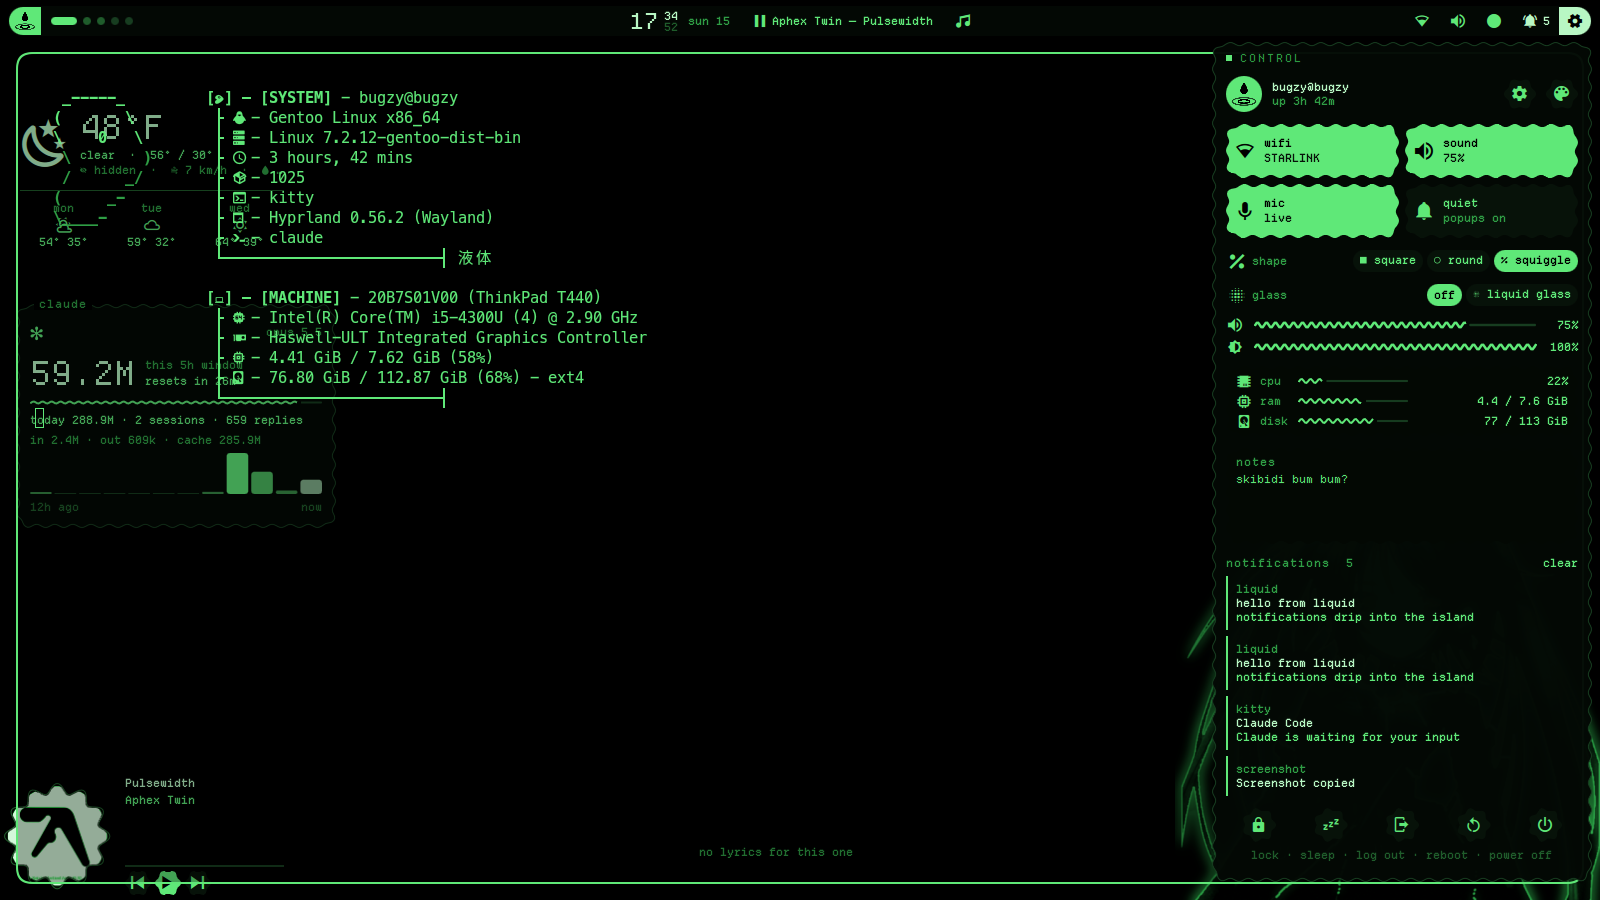 17 34 52 sun 15 Aphex Twin — Pulsewidth 5
[SYSTEM] — bugzy@bugzy
Gentoo Linux x86_64
Linux 7.2.12-gentoo-dist-bin
3 hours, 42 mins
1025
kitty
Hyprland 0.56.2 (Wayland)
claude
液体
[MACHINE] — 20B7S01V00 (ThinkPad T440)
Intel(R) Core(TM) i5-4300U (4) @ 2.90 GHz
Haswell-ULT Integrated Graphics Controller
4.41 GiB / 7.62 GiB (58%)
76.80 GiB / 112.87 GiB (68%) — ext4
48°F
clear · 56° / 30°
hidden · 7 km/h
mon tue wed
54° 35° 59° 32° 64° 39°
claude
opus 5.5
59.2M this 5h window
resets in 26m
today 288.9M · 2 sessions · 659 replies
in 2.4M · out 609k · cache 285.9M
12h ago now
Pulsewidth
Aphex Twin
no lyrics for this one
CONTROL
bugzy@bugzy
up 3h 42m
wifi
STARLINK
sound
75%
mic
live
quiet
popups on
shape square round squiggle
glass off liquid glass
75%
100%
cpu 22%
ram 4.4 / 7.6 GiB
disk 77 / 113 GiB
notes
skibidi bum bum?
notifications 5 clear
liquid
hello from liquid
notifications drip into the island
liquid
hello from liquid
notifications drip into the island
kitty
Claude Code
Claude is waiting for your input
screenshot
Screenshot copied
zzz
lock · sleep · log out · reboot · power off